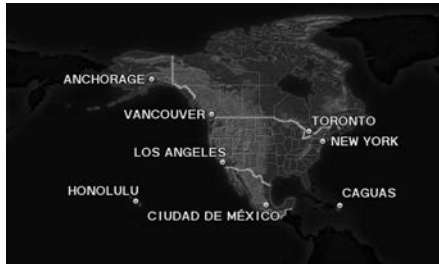 ANCHORAGE
VANCOUVER
TORONTO
NEW YORK
LOS ANGELES
HONOLULU
CAGUAS
CIUDAD DE MÉXICO